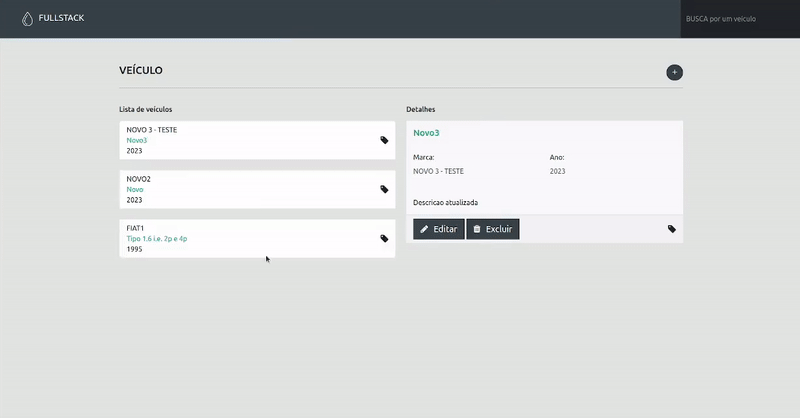 FULLSTACK
BUSCA por um veículo
VEÍCULO
+
Lista de veículos
NOVO 3 - TESTE
Novo3
2023
NOVO2
Novo
2023
FIAT1
Tipo 1.6 i.e. 2p e 4p
1995
Detalhes
Novo3
Marca: Ano:
NOVO 3 - TESTE 2023
Descricao atualizada
Editar Excluir